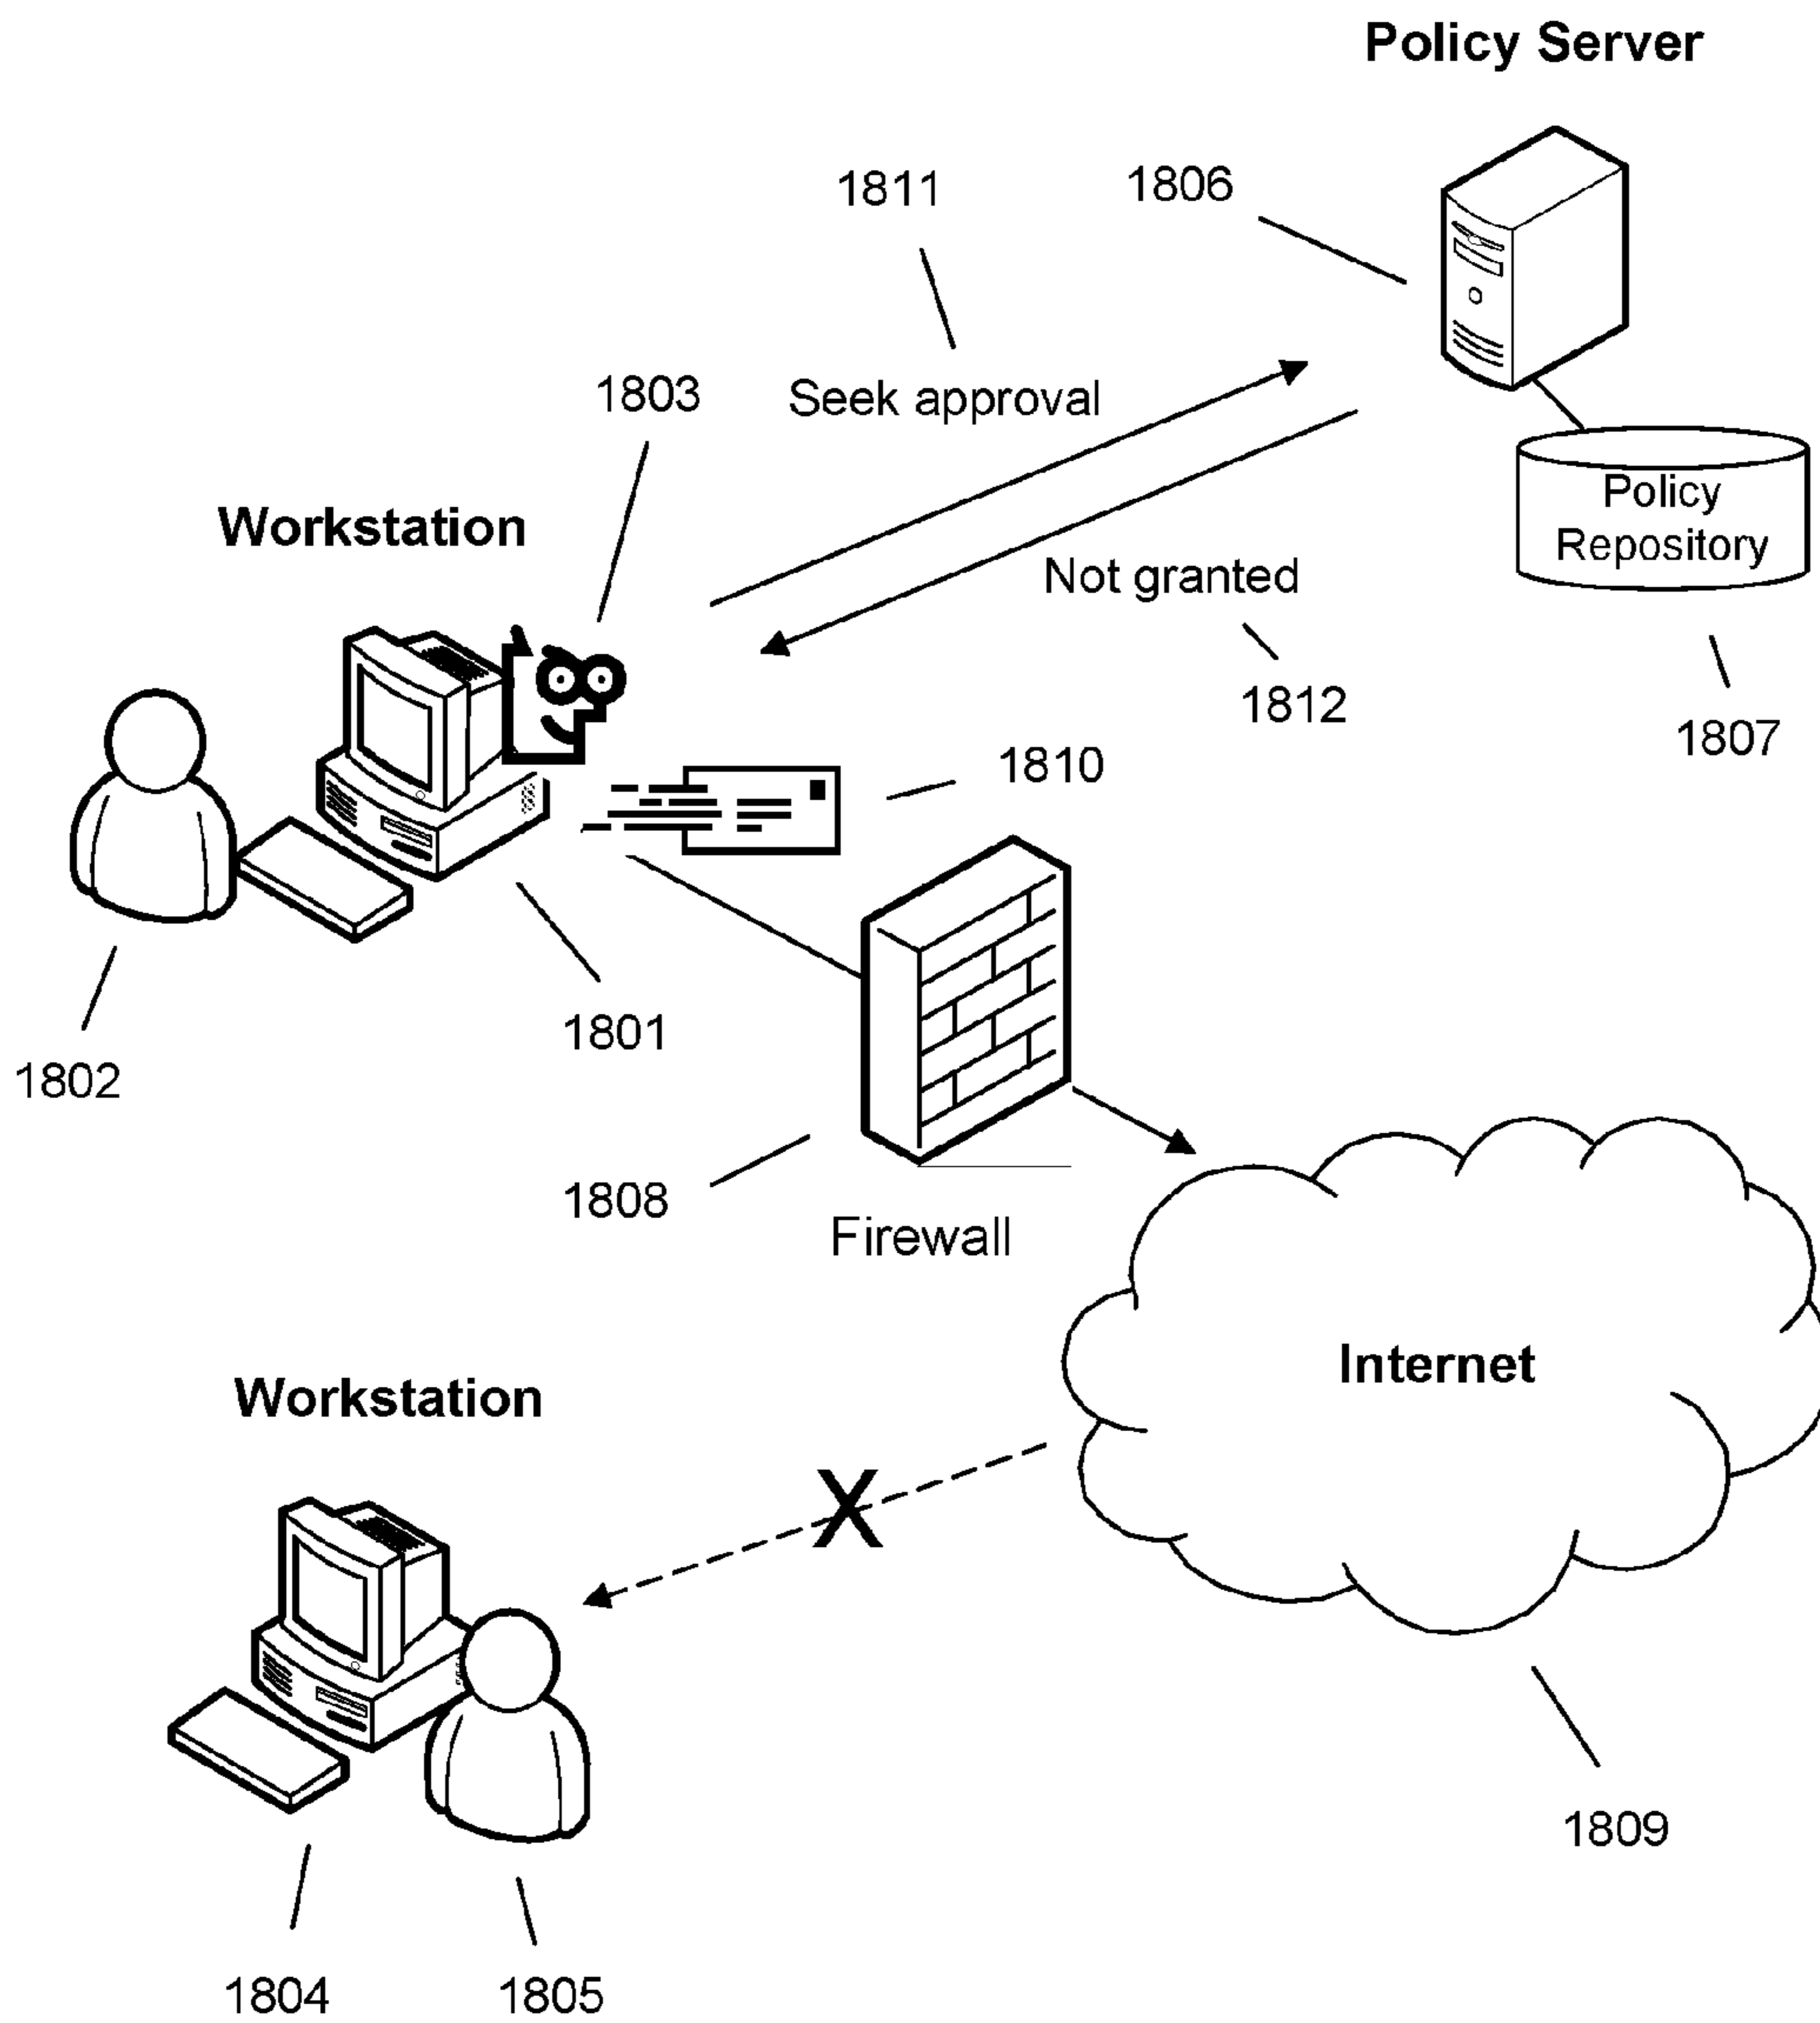 Policy Server
1811
1806
1803
Seek approval
Policy
Repository
Workstation
Not granted
1812
1807
1810
1801
1802
1808
Firewall
Internet
Workstation
X
1809
1804
1805